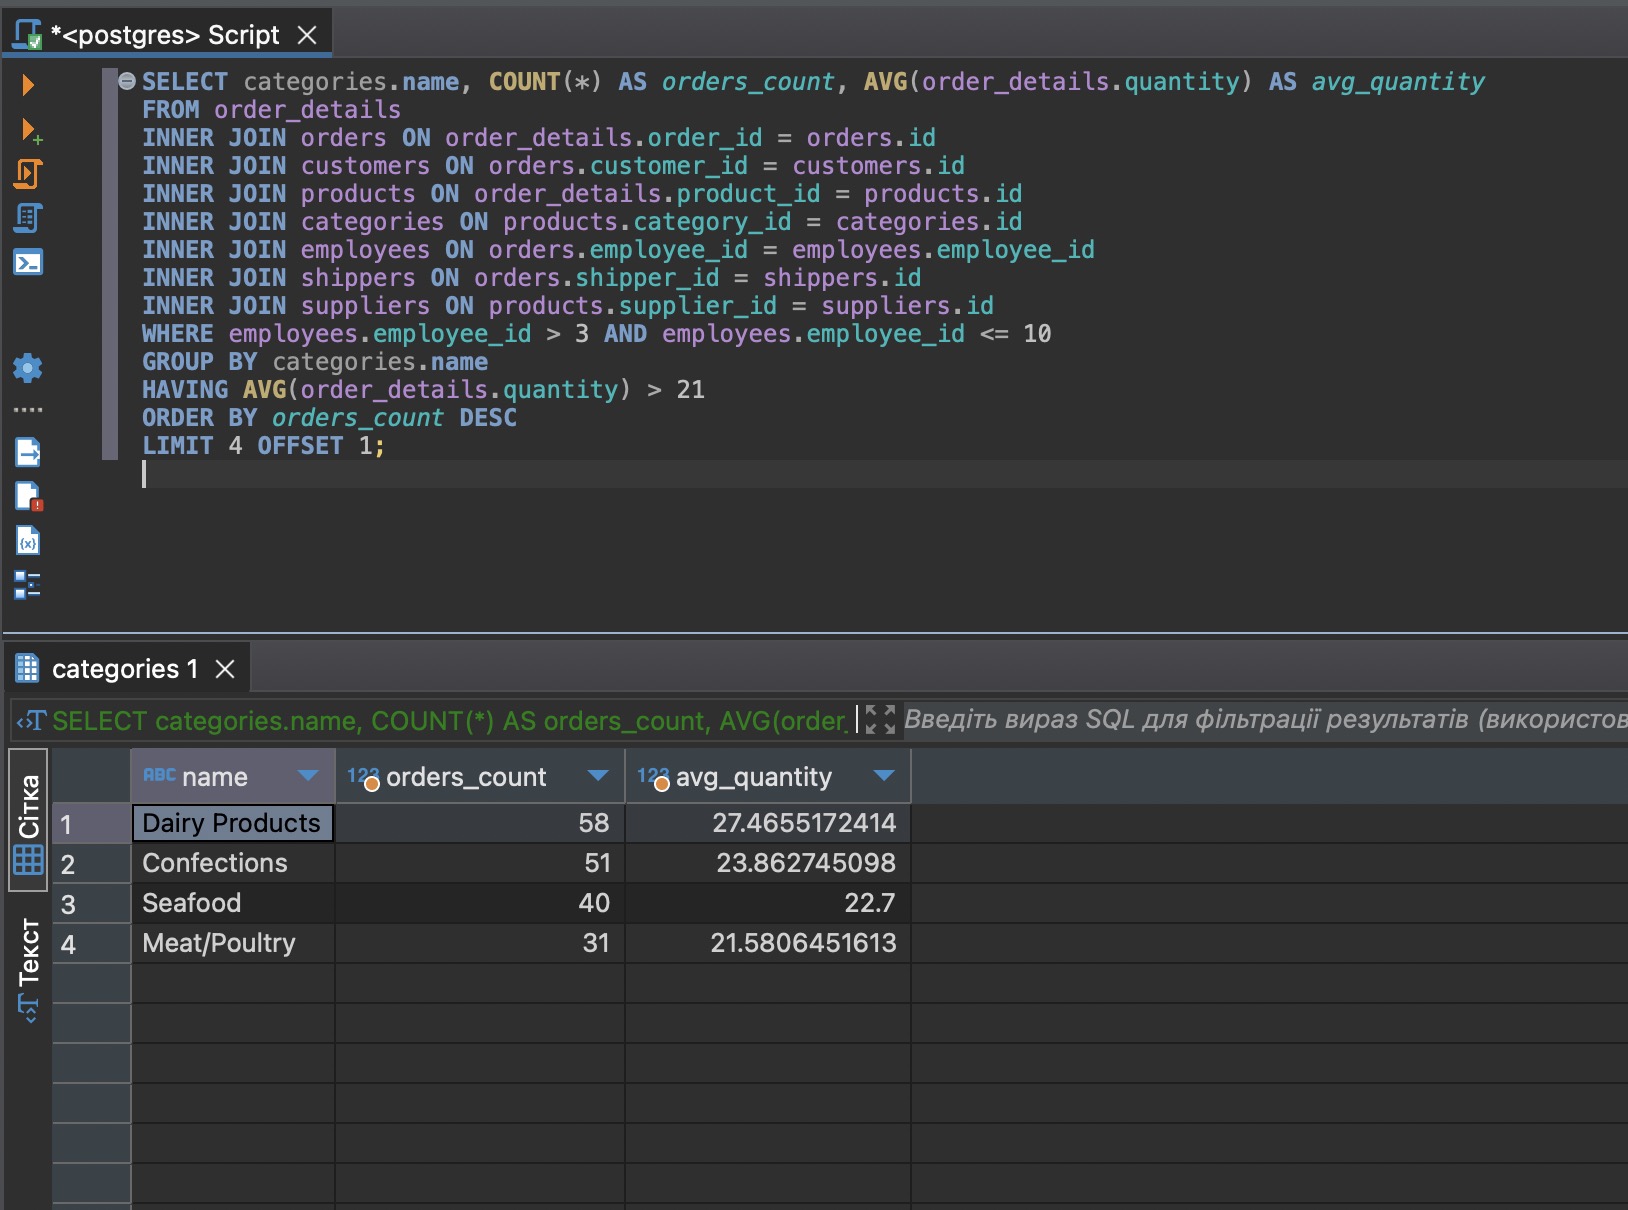 *<postgres> Script
SELECT categories.name, COUNT(*) AS orders_count, AVG(order_details.quantity) AS avg_quantity
FROM order_details
INNER JOIN orders ON order_details.order_id = orders.id
INNER JOIN customers ON orders.customer_id = customers.id
INNER JOIN products ON order_details.product_id = products.id
INNER JOIN categories ON products.category_id = categories.id
INNER JOIN employees ON orders.employee_id = employees.employee_id
INNER JOIN shippers ON orders.shipper_id = shippers.id
INNER JOIN suppliers ON products.supplier_id = suppliers.id
WHERE employees.employee_id > 3 AND employees.employee_id <= 10
GROUP BY categories.name
HAVING AVG(order_details.quantity) > 21
ORDER BY orders_count DESC
LIMIT 4 OFFSET 1;
categories 1
SELECT categories.name, COUNT(*) AS orders_count, AVG(order_ Введіть вираз SQL для фільтрації результатів (використов
Сітка
Текст
ABC name 123 orders_count 123 avg_quantity
1 Dairy Products 58 27.4655172414
2 Confections 51 23.862745098
3 Seafood 40 22.7
4 Meat/Poultry 31 21.5806451613